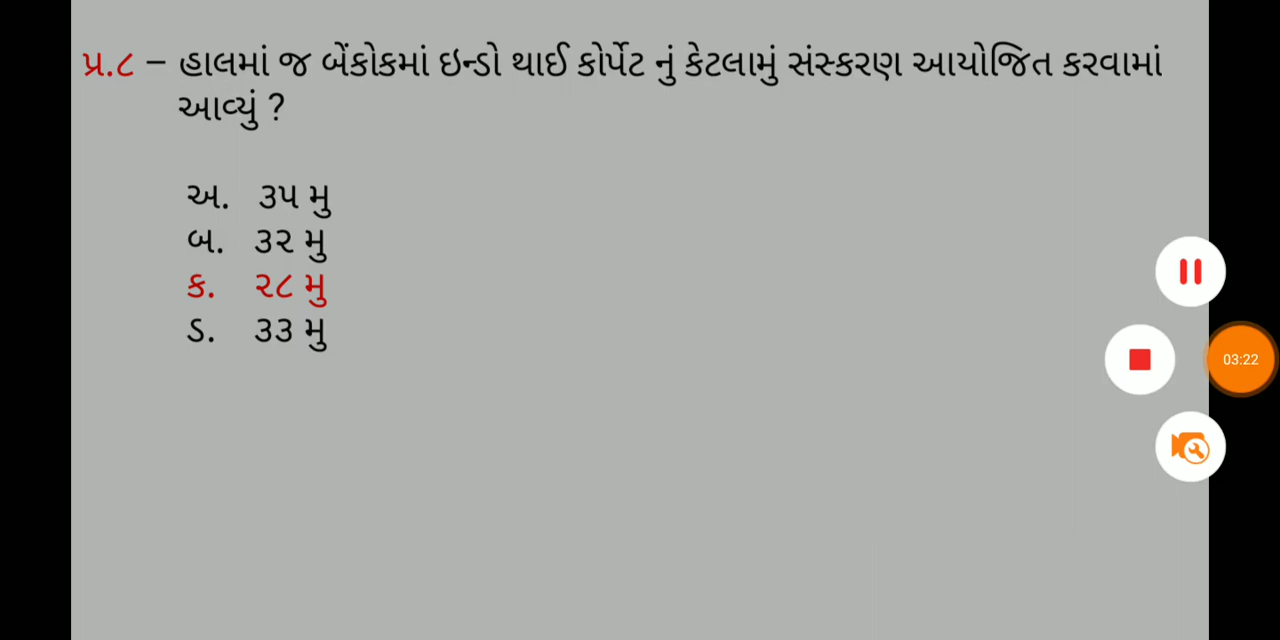 પ્ર.૮ – હાલમાં જ બેંકોકમાં ઇન્ડો થાઈ કોર્પેટ નું કેટલામું સંસ્કરણ આયોજિત કરવામાં
આવ્યું ?
અ. ૩૫ મુ
બ. ૩૨ મુ
ક. ૨૮ મુ
ડ. ૩૩ મુ
03:22